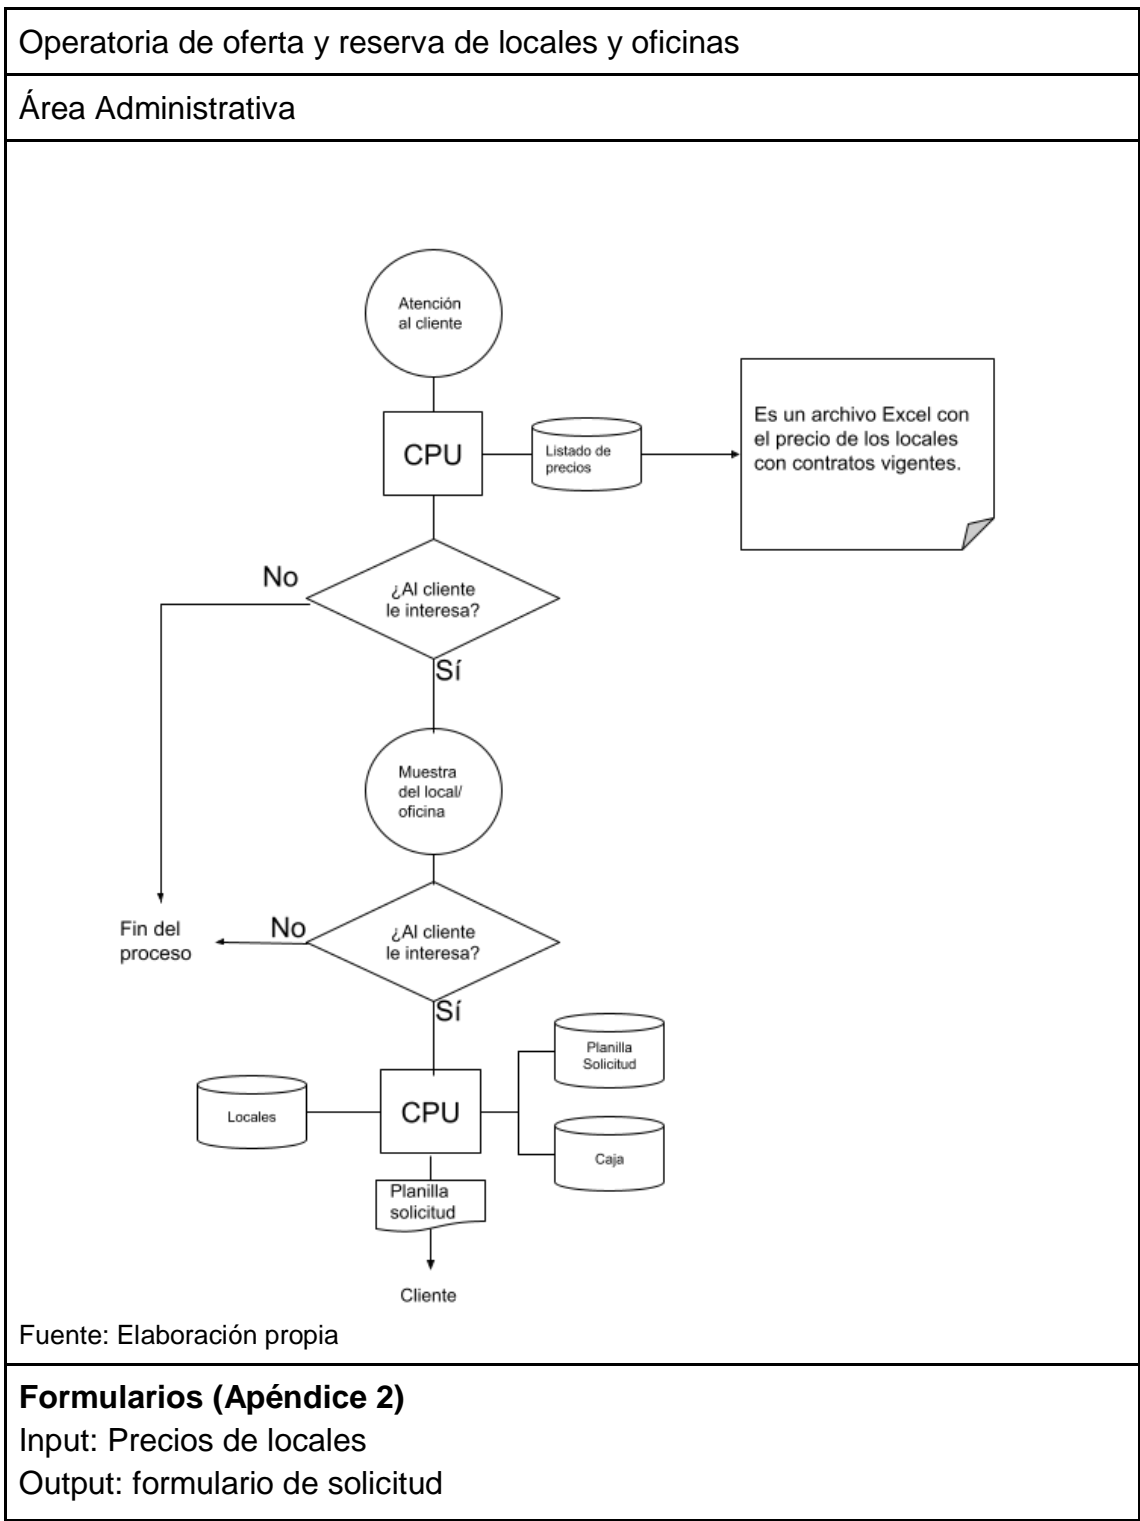 Operatoria de oferta y reserva de locales y oficinas
Área Administrativa
Atención
al cliente
CPU
Listado de
precios
Es un archivo Excel con
el precio de los locales
con contratos vigentes.
No
¿Al cliente
le interesa?
Sí
Muestra
del local/
oficina
Fin del
proceso
No
¿Al cliente
le interesa?
Sí
Planilla
Solicitud
Locales
CPU
Caja
Planilla
solicitud
Cliente
Fuente: Elaboración propia
Formularios (Apéndice 2)
Input: Precios de locales
Output: formulario de solicitud